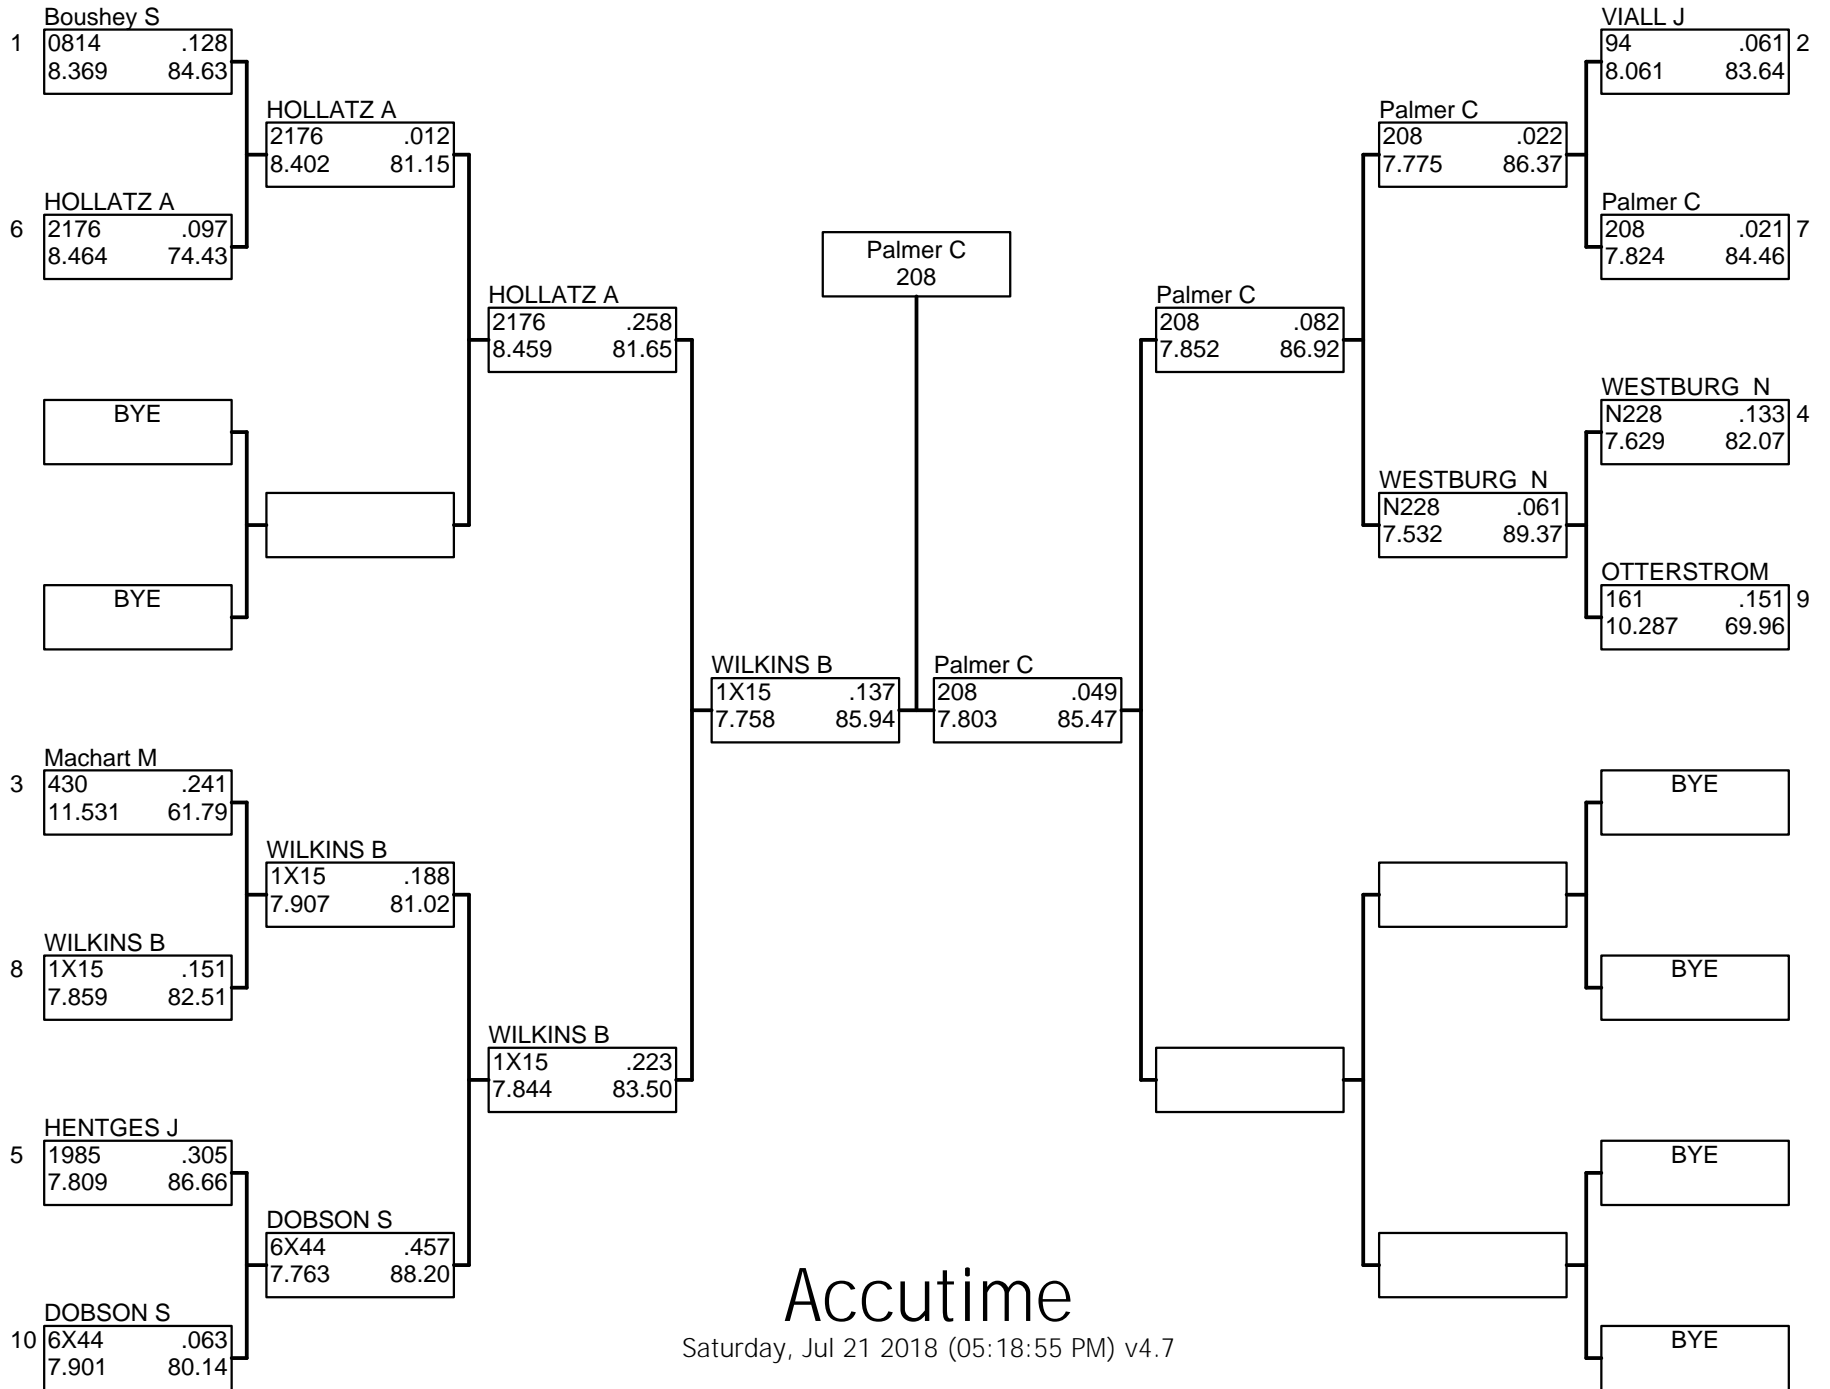 Boushey S
1 0814 .128
8.369 84.63
HOLLATZ A
6 2176 .097
8.464 74.43
BYE
BYE
Machart M
3 430 .241
11.531 61.79
WILKINS B
8 1X15 .151
7.859 82.51
HENTGES J
5 1985 .305
7.809 86.66
DOBSON S
10 6X44 .063
7.901 80.14
HOLLATZ A
2176 .012
8.402 81.15
WILKINS B
1X15 .188
7.907 81.02
DOBSON S
6X44 .457
7.763 88.20
HOLLATZ A
2176 .258
8.459 81.65
WILKINS B
1X15 .223
7.844 83.50
WILKINS B
1X15 .137
7.758 85.94
Palmer C
208
Palmer C
208 .049
7.803 85.47
Palmer C
208 .082
7.852 86.92
Palmer C
208 .022
7.775 86.37
WESTBURG  N
N228 .061
7.532 89.37
VIALL J
94 .061 2
8.061 83.64
Palmer C
208 .021 7
7.824 84.46
WESTBURG  N
N228 .133 4
7.629 82.07
OTTERSTROM
161 .151 9
10.287 69.96
BYE
BYE
BYE
BYE
Accutime
Saturday, Jul 21 2018 (05:18:55 PM) v4.7